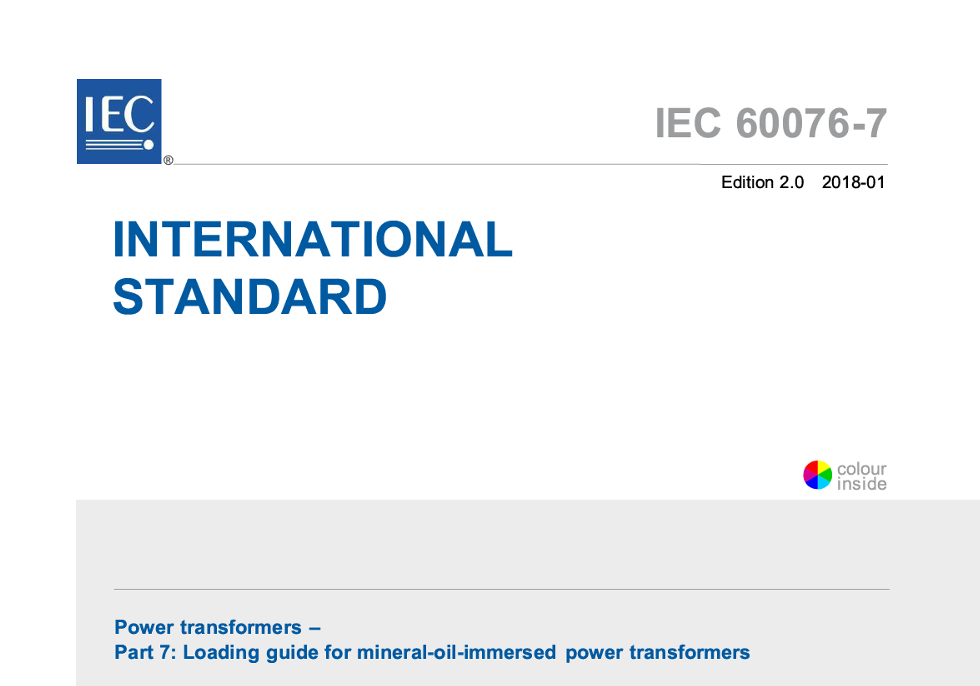 IEC
®
IEC 60076-7
Edition 2.0 2018-01
INTERNATIONAL
STANDARD
colour
inside
Power transformers –
Part 7: Loading guide for mineral-oil-immersed power transformers